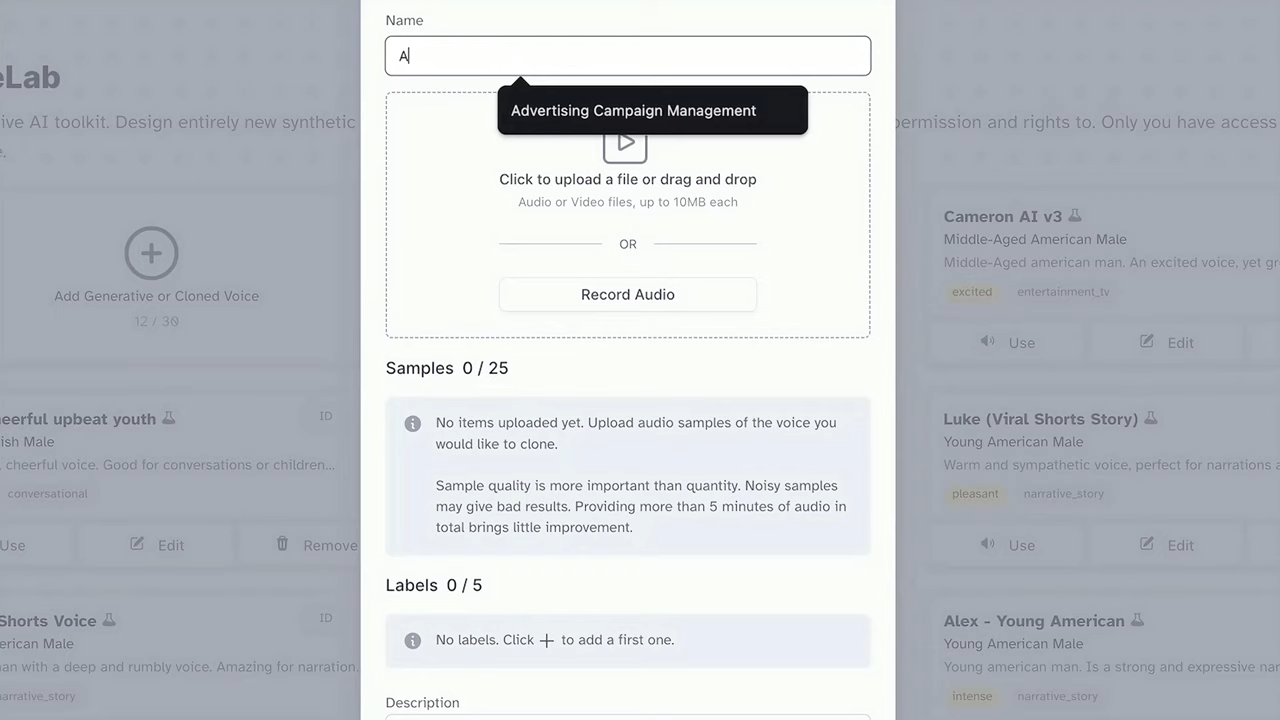 Name
A
Advertising Campaign Management
Click to upload a file or drag and drop
Audio or Video files, up to 10MB each
OR
Record Audio
Samples 0 / 25
No items uploaded yet. Upload audio samples of the voice you
would like to clone.
Sample quality is more important than quantity. Noisy samples
may give bad results. Providing more than 5 minutes of audio in
total brings little improvement.
Labels 0 / 5
No labels. Click + to add a first one.
Description
eLab
ive AI toolkit. Design entirely new synthetic
e.
Add Generative or Cloned Voice
12 / 30
eerful upbeat youth
ID
ish Male
, cheerful voice. Good for conversations or children...
conversational
Use
Edit
Remove
Shorts Voice
ID
erican Male
man with a deep and rumbly voice. Amazing for narration.
narrative_story
permission and rights to. Only you have access
Cameron AI v3
Middle-Aged American Male
Middle-Aged american man. An excited voice, yet gr
excited
entertainment_tv
Use
Edit
Luke (Viral Shorts Story)
Young American Male
Warm and sympathetic voice, perfect for narrations a
pleasant
narrative_story
Use
Edit
Alex - Young American
Young American Male
Young american man. Is a strong and expressive nar
intense
narrative_story